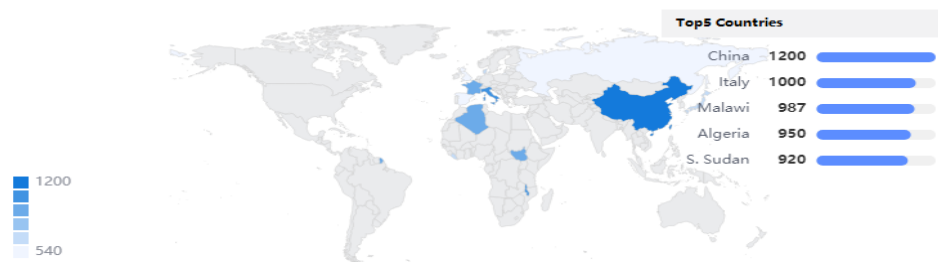 Top5 Countries
China 1200
Italy 1000
Malawi 987
Algeria 950
S. Sudan 920
1200
540